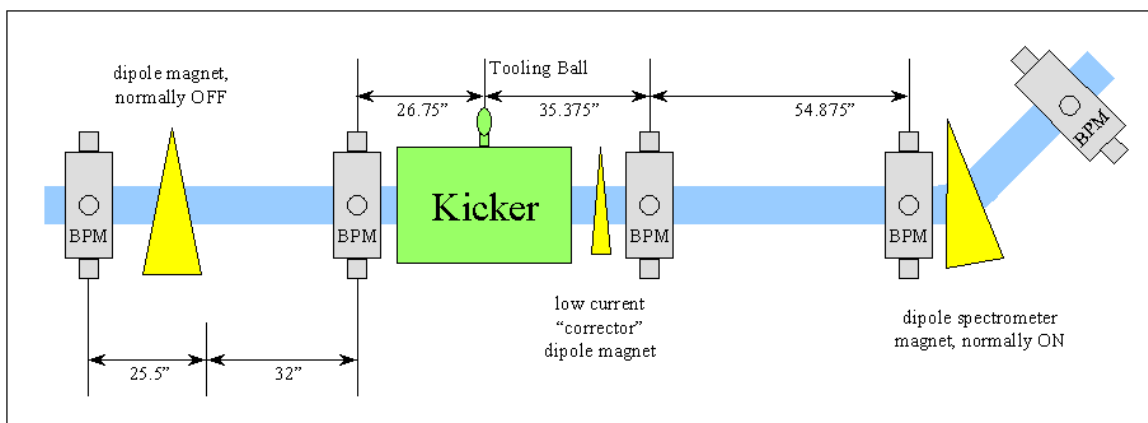 dipole magnet,
normally OFF
Tooling Ball
26.75”
35.375”
54.875”
BPM
BPM
Kicker
BPM
BPM
BPM
low current
“corrector”
dipole magnet
dipole spectrometer
magnet, normally ON
25.5”
32”